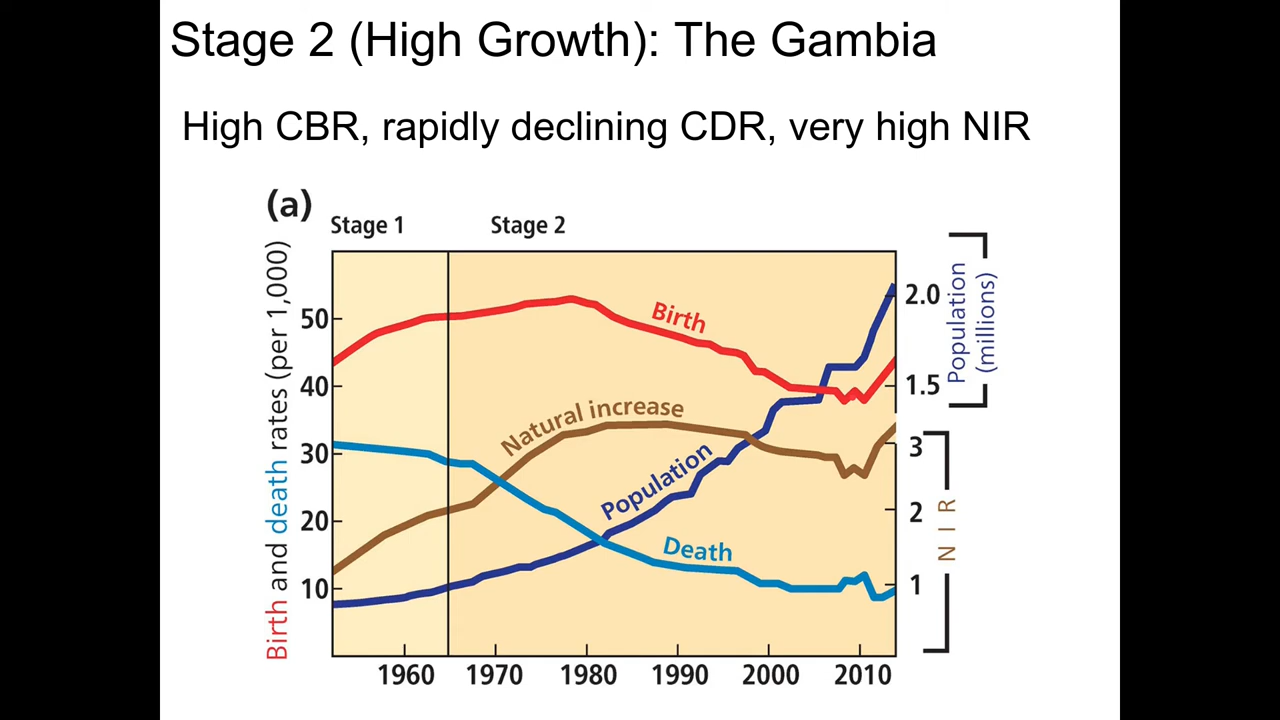 Stage 2 (High Growth): The Gambia
High CBR, rapidly declining CDR, very high NIR
(a)
Stage 1
Stage 2
Birth and death rates (per 1,000)
50
40
30
20
10
Birth
Natural increase
Population
Death
2.0
1.5
Population
(millions)
3
2
1
NIR
1960 1970 1980 1990 2000 2010